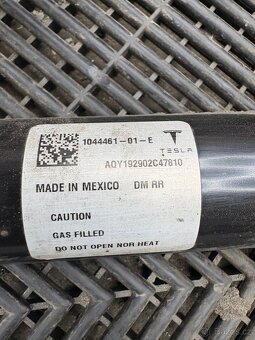 1044461-01-E
TESLA
AQY192902C47810
MADE IN MEXICO DM RR
CAUTION
GAS FILLED
DO NOT OPEN NOR HEAT